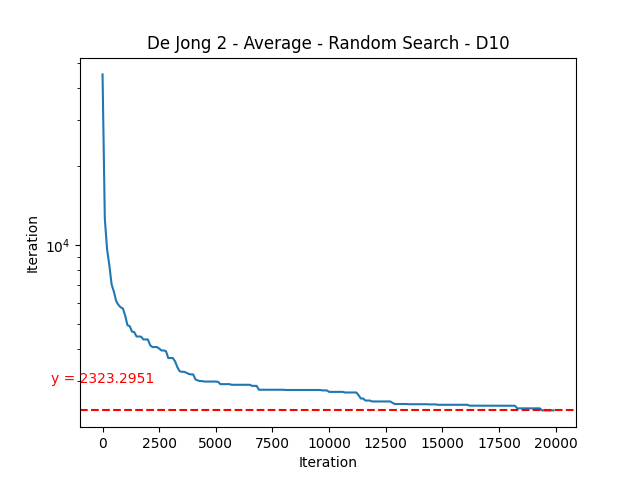 De Jong 2 - Average - Random Search - D10
Iteration
10^4
y = 2323.2951
0 2500 5000 7500 10000 12500 15000 17500 20000
Iteration